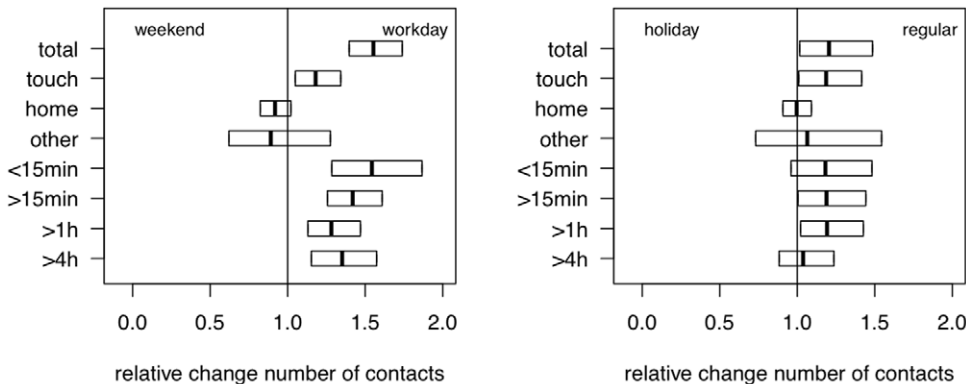 weekend workday
total
touch
home
other
<15min
>15min
>1h
>4h
0.0 0.5 1.0 1.5 2.0
relative change number of contacts
holiday regular
total
touch
home
other
<15min
>15min
>1h
>4h
0.0 0.5 1.0 1.5 2.0
relative change number of contacts